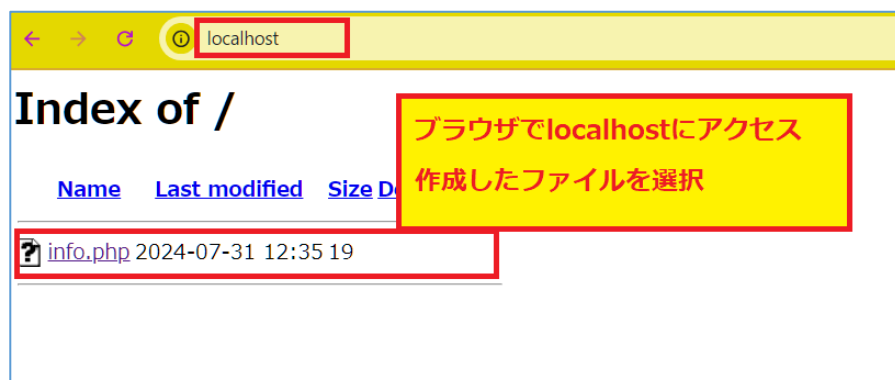 localhost
Index of /
ブラウザでlocalhostにアクセス
作成したファイルを選択
Name Last modified Size
info.php 2024-07-31 12:35 19